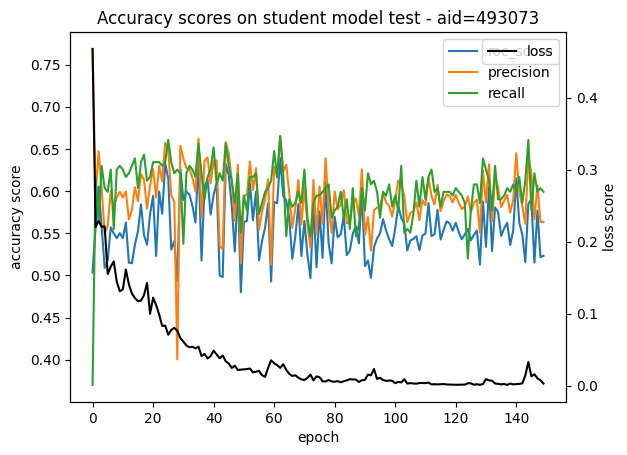 Accuracy scores on student model test - aid=493073
loss
precision
recall
0.75
0.70
0.65
0.60
0.55
0.50
0.45
0.40
accuracy score
0.4
0.3
0.2
0.1
0.0
loss score
0 20 40 60 80 100 120 140
epoch